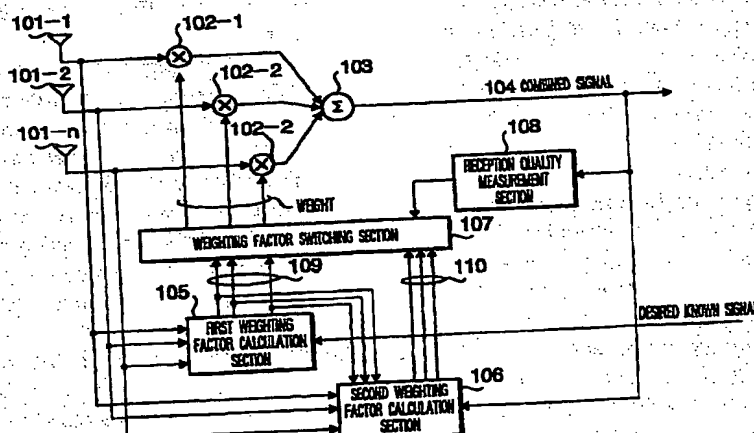 101-1
102-1
101-2
102-2
103
104 COMBINED SIGNAL
101-n
102-2
108
RECEPTION QUALITY
MEASUREMENT
SECTION
WEIGHT
WEIGHTING FACTOR SWITCHING SECTION
107
109
110
105
FIRST WEIGHTING
FACTOR CALCULATION
SECTION
DESIRED KNOWN SIGNAL
SECOND WEIGHTING
FACTOR CALCULATION
SECTION
106
Σ